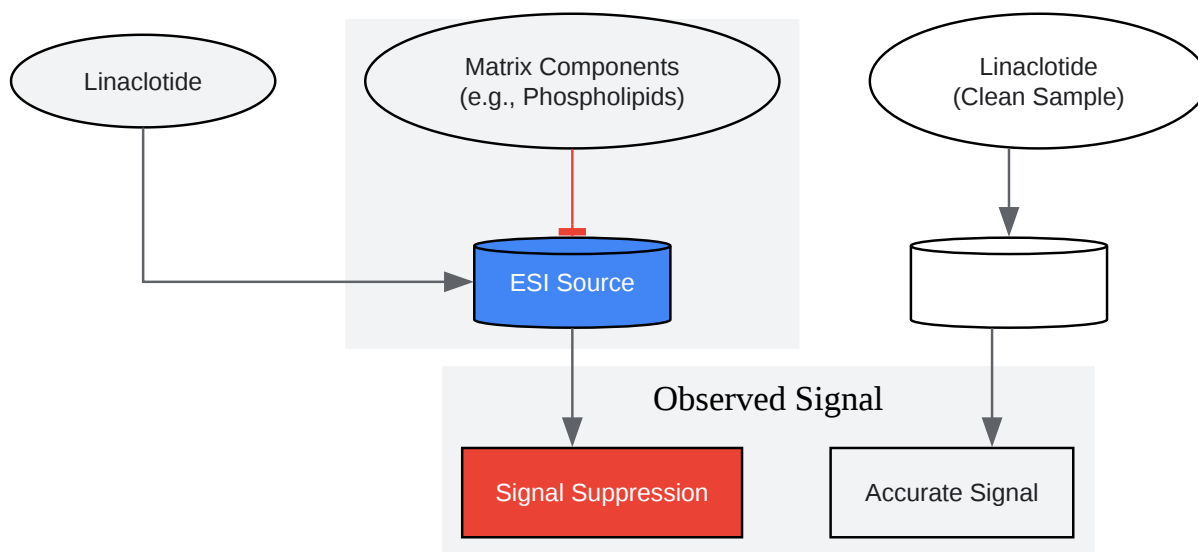 Linaclotide
Matrix Components
(e.g., Phospholipids)
Linaclotide
(Clean Sample)
ESI Source
Observed Signal
Signal Suppression
Accurate Signal